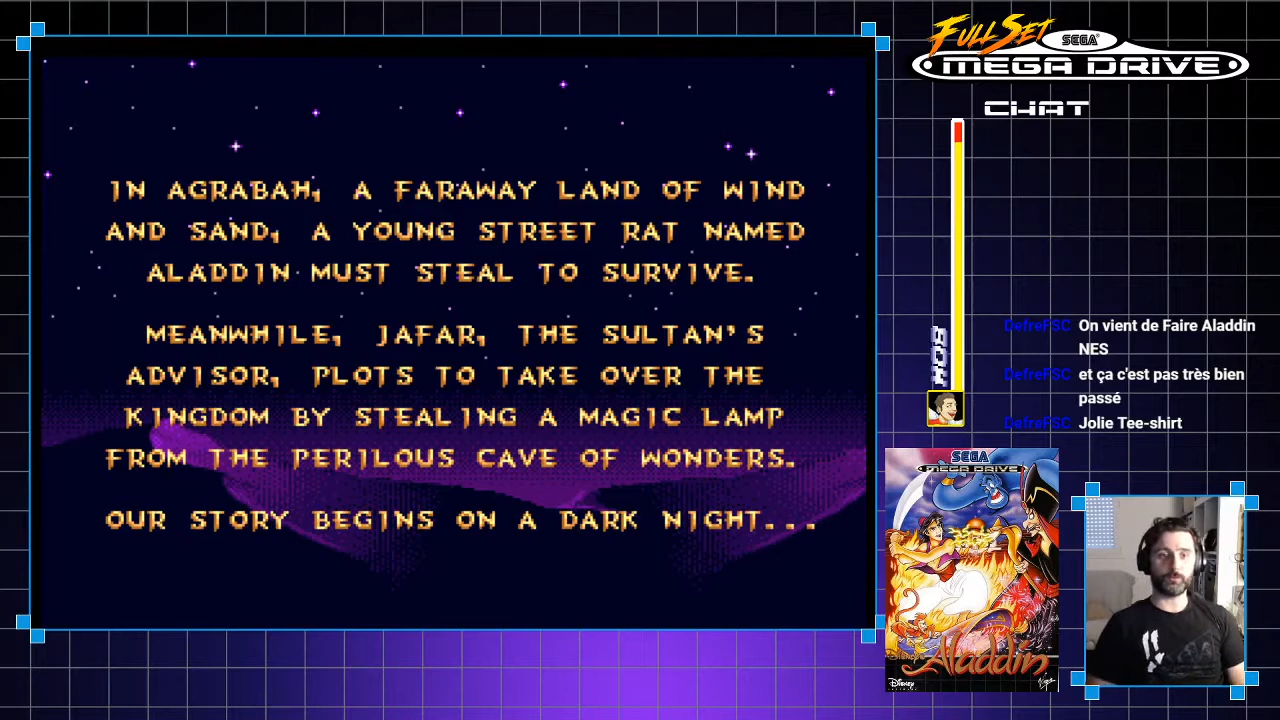 IN AGRABAH, A FARAWAY LAND OF WIND
AND SAND, A YOUNG STREET RAT NAMED
ALADDIN MUST STEAL TO SURVIVE.
MEANWHILE, JAFAR, THE SULTAN'S
ADVISOR, PLOTS TO TAKE OVER THE
KINGDOM BY STEALING A MAGIC LAMP
FROM THE PERILOUS CAVE OF WONDERS.
OUR STORY BEGINS ON A DARK NIGHT...
FULL SET
SEGA
MEGA DRIVE
CHAT
DefreFSC On vient de Faire Aladdin
NES
DefreFSC et ça c'est pas très bien
passé
DefreFSC Jolie Tee-shirt
SEGA
MEGA DRIVE
Aladdin
DISNEY
Virgin